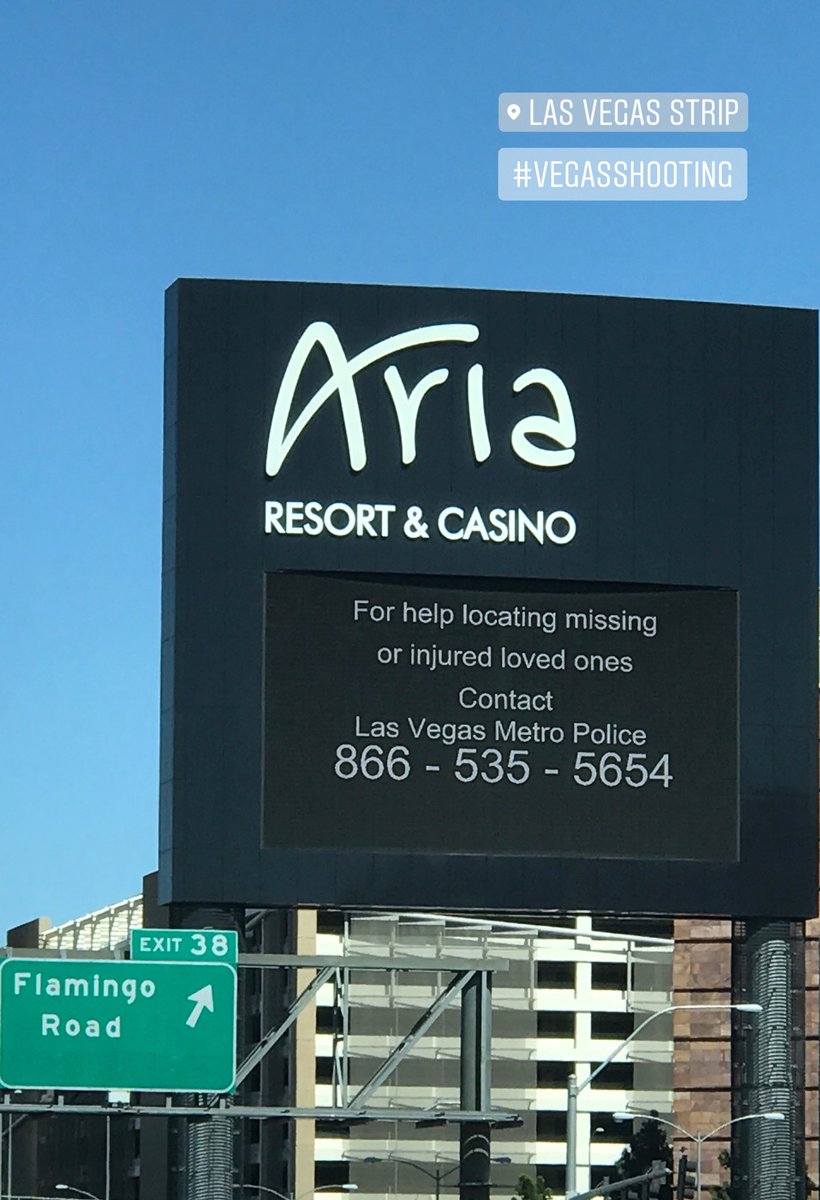 LAS VEGAS STRIP
#VEGASSHOOTING
Aria
RESORT & CASINO
For help locating missing
or injured loved ones
Contact
Las Vegas Metro Police
866 - 535 - 5654
EXIT 38
Flamingo
Road